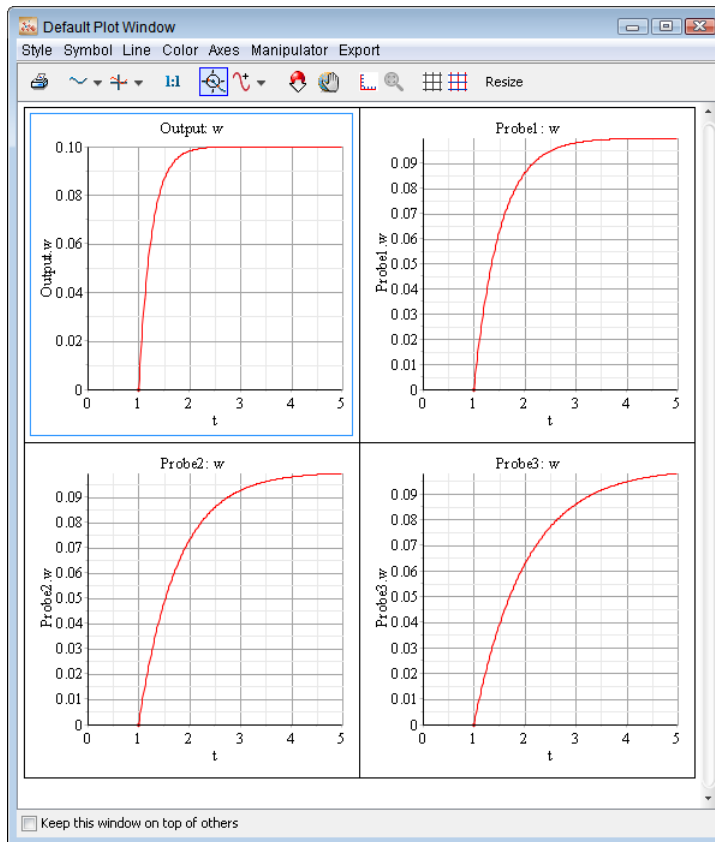 Default Plot Window
Style Symbol Line Color Axes Manipulator Export
1:1 Resize
Output: w
0.10
0.08
0.06
0.04
0.02
0
Output.w
0 1 2 3 4 5
t
Probe1: w
0.09
0.08
0.07
0.06
0.05
0.04
0.03
0.02
0.01
0
Probe1.w
0 1 2 3 4 5
t
Probe2: w
0.09
0.08
0.07
0.06
0.05
0.04
0.03
0.02
0.01
0
Probe2.w
0 1 2 3 4 5
t
Probe3: w
0.09
0.08
0.07
0.06
0.05
0.04
0.03
0.02
0.01
0
Probe3.w
0 1 2 3 4 5
t
Keep this window on top of others